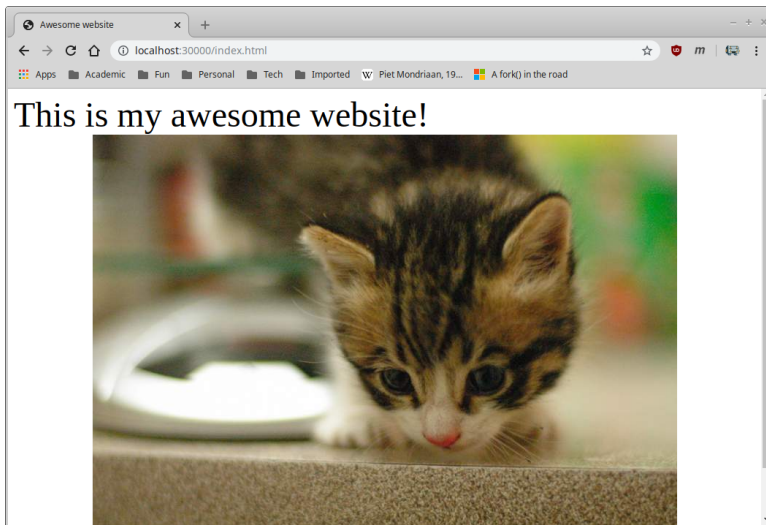 Awesome website
localhost:30000/index.html
Apps Academic Fun Personal Tech Imported W Piet Mondriaan, 19... A fork() in the road
This is my awesome website!